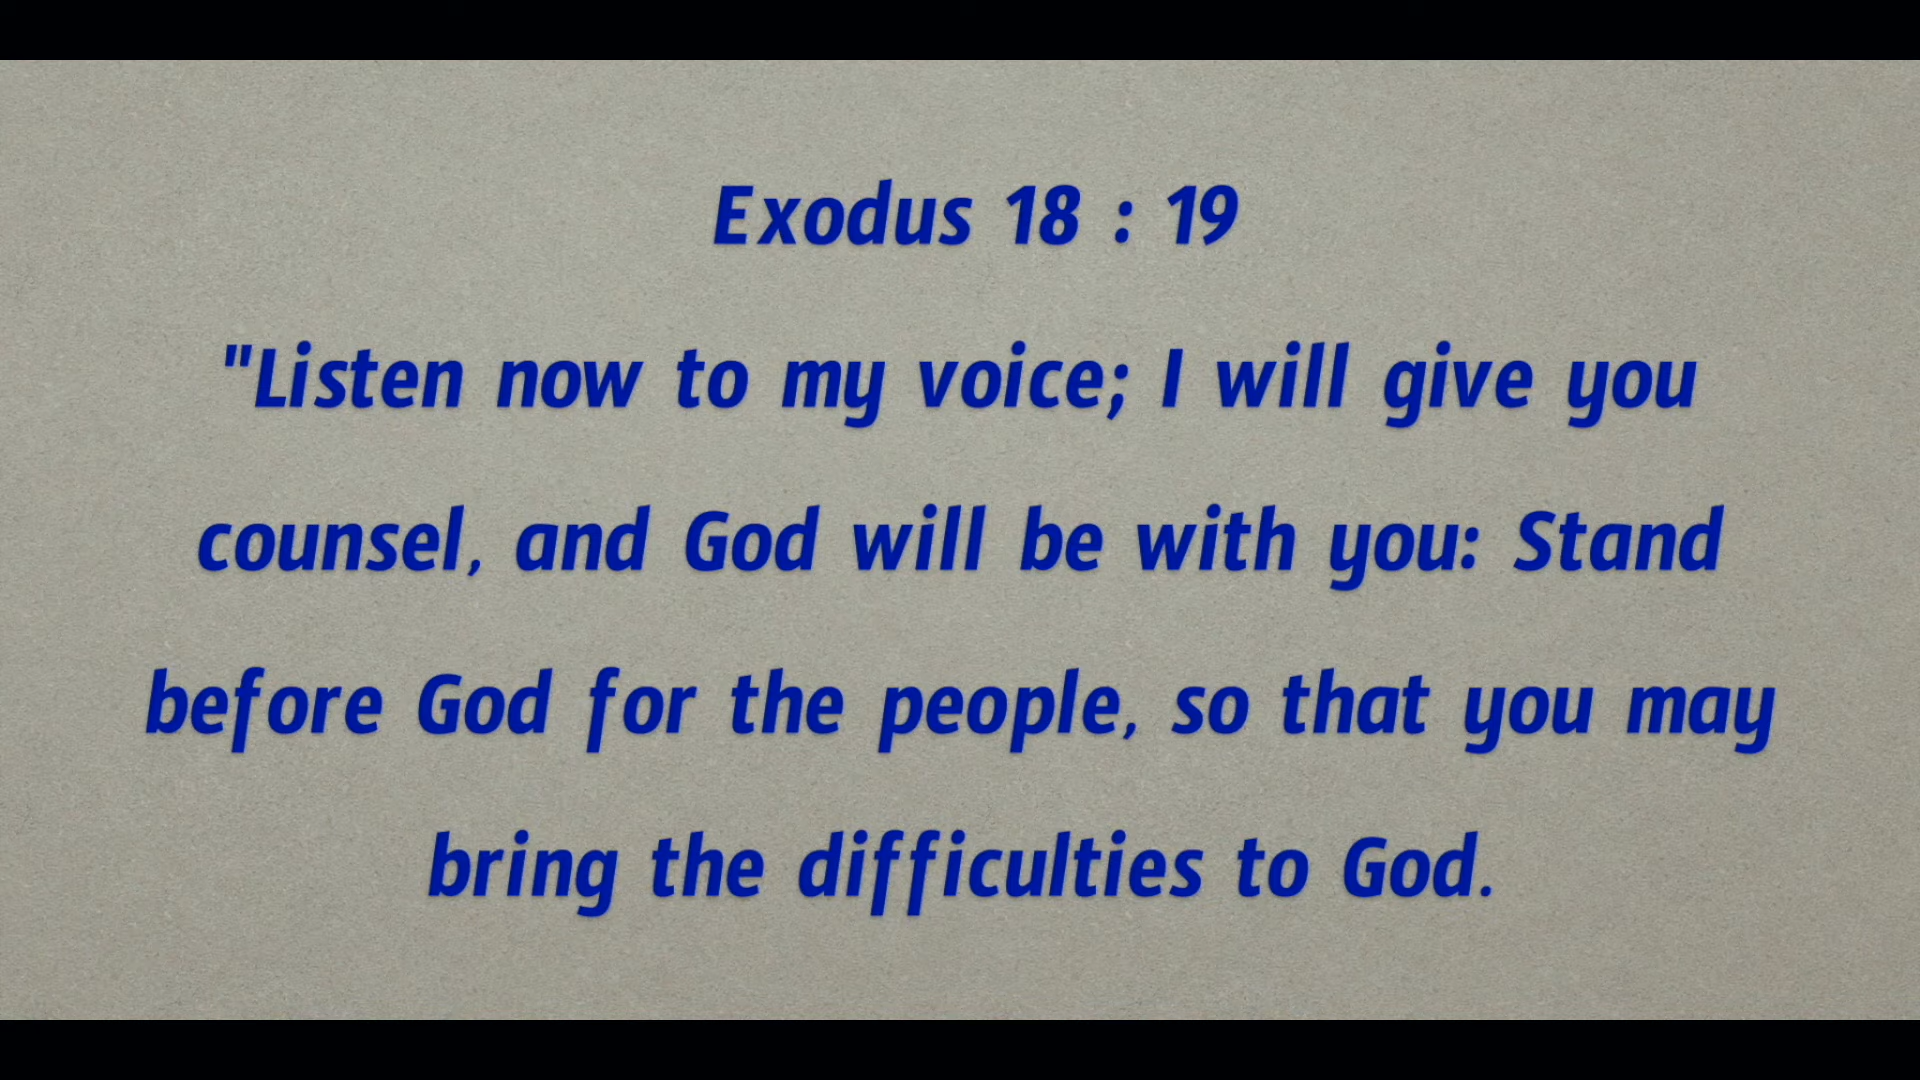 Exodus 18 : 19
"Listen now to my voice; I will give you
counsel, and God will be with you: Stand
before God for the people, so that you may
bring the difficulties to God.